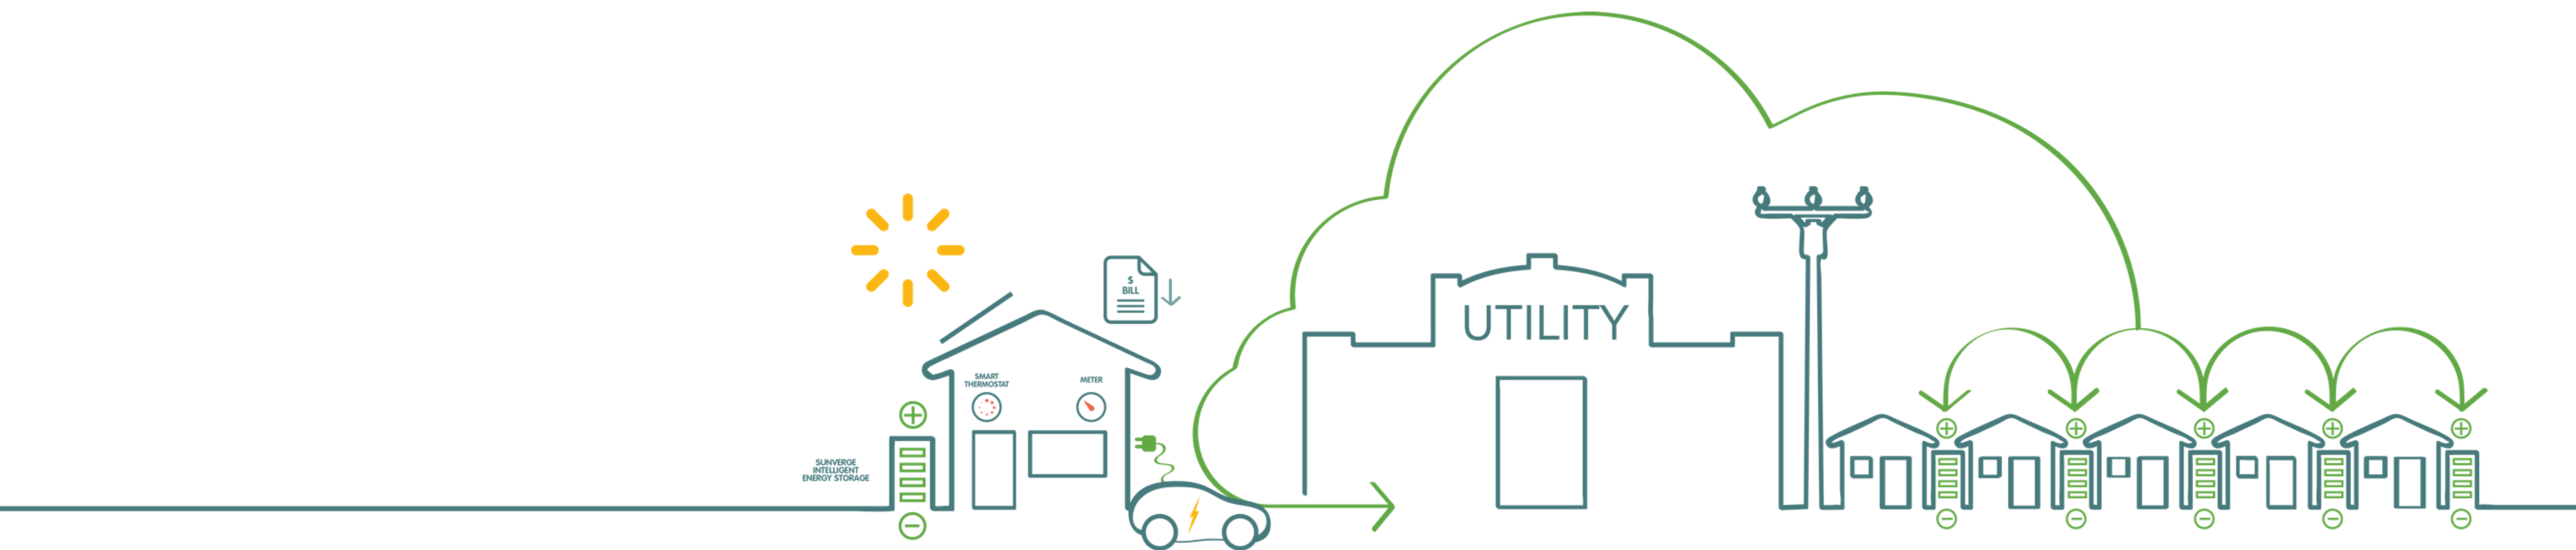 $
BILL
SMART
THERMOSTAT
METER
SUNVERGE
INTELLIGENT
ENERGY STORAGE
UTILITY